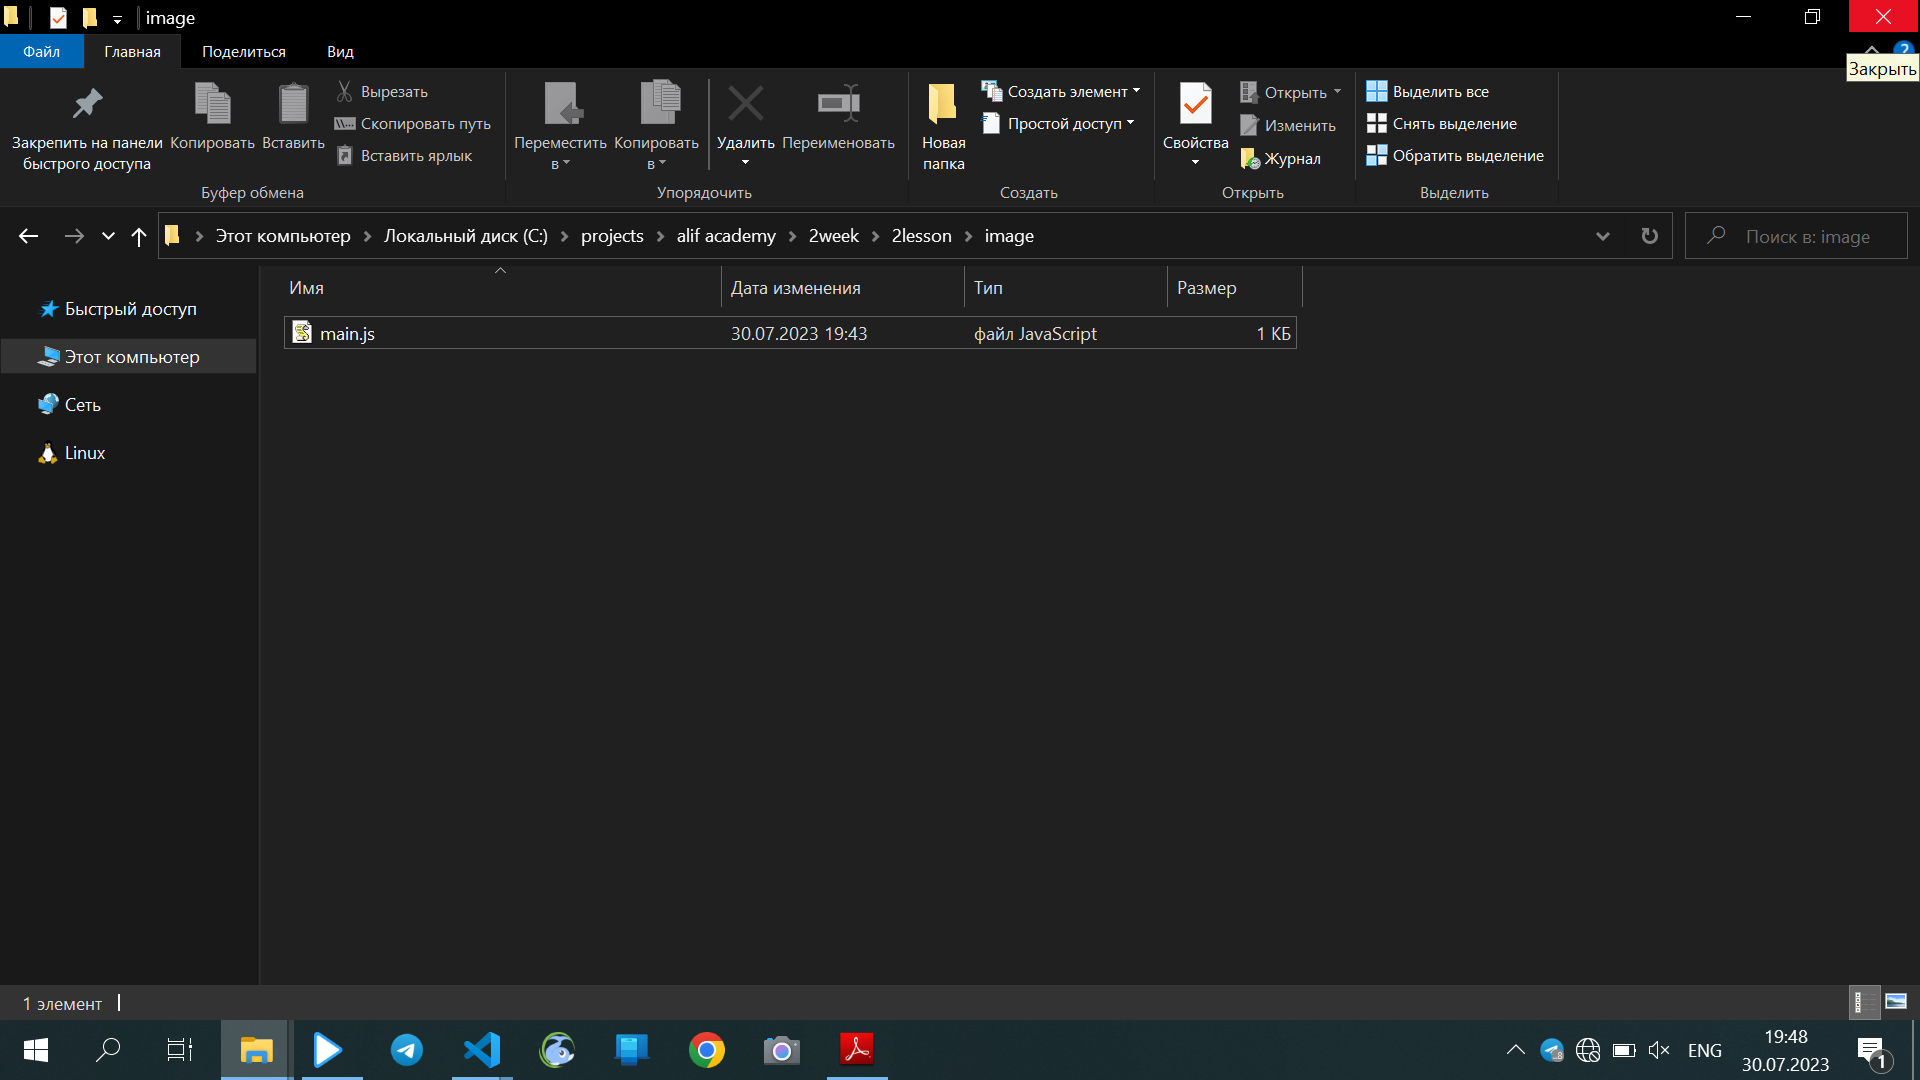 image
Файл Главная Поделиться Вид
Закрыть
Закрепить на панели быстрого доступа
Копировать
Вставить
Вырезать
Скопировать путь
Вставить ярлык
Буфер обмена
Переместить в
Копировать в
Удалить
Переименовать
Упорядочить
Новая папка
Создать элемент
Простой доступ
Создать
Свойства
Открыть
Изменить
Журнал
Открыть
Выделить все
Снять выделение
Обратить выделение
Выделить
Этот компьютер Локальный диск (C:) projects alif academy 2week 2lesson image
Поиск в: image
Быстрый доступ
Этот компьютер
Сеть
Linux
Имя Дата изменения Тип Размер
main.js 30.07.2023 19:43 файл JavaScript 1 КБ
1 элемент
ENG
19:48
30.07.2023
1